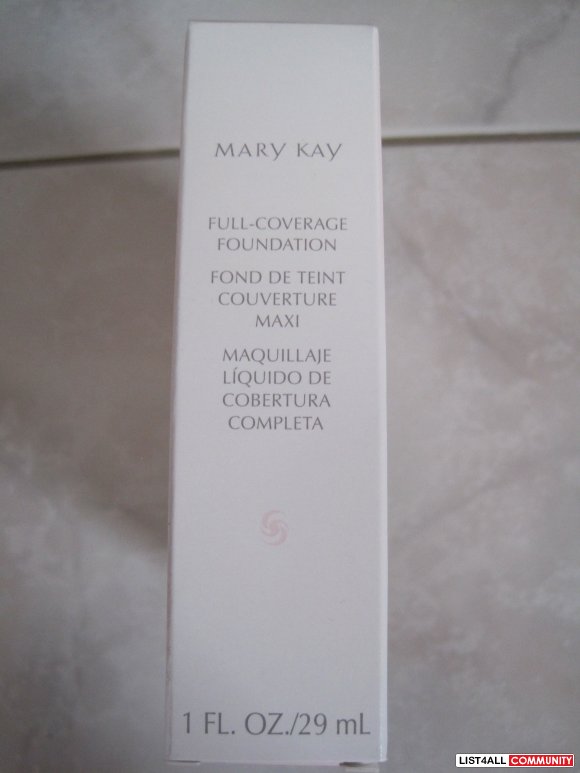 MARY KAY
FULL-COVERAGE
FOUNDATION
FOND DE TEINT
COUVERTURE
MAXI
MAQUILLAJE
LÍQUIDO DE
COBERTURA
COMPLETA
1 FL. OZ./29 mL
LIST4ALL COMMUNITY